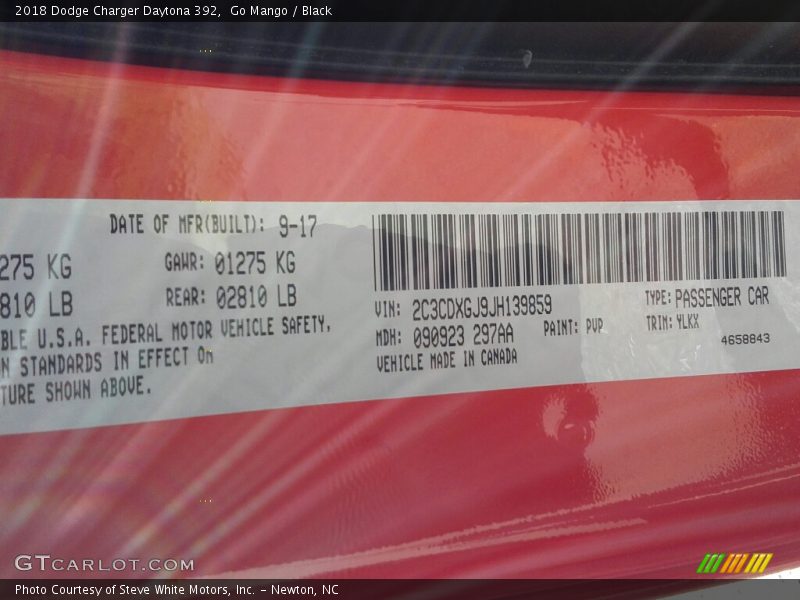 2018 Dodge Charger Daytona 392,  Go Mango / Black
DATE OF MFR(BUILT): 9-17
275 KG GAWR: 01275 KG
810 LB REAR: 02810 LB
BLE U.S.A. FEDERAL MOTOR VEHICLE SAFETY,
N STANDARDS IN EFFECT On
TURE SHOWN ABOVE.
VIN: 2C3CDXGJ9JH139859 TYPE: PASSENGER CAR
MDH: 090923 297AA PAINT: PVP TRIM: YLKX
VEHICLE MADE IN CANADA 4658843
GTCARLOT.COM
Photo Courtesy of Steve White Motors, Inc. – Newton, NC